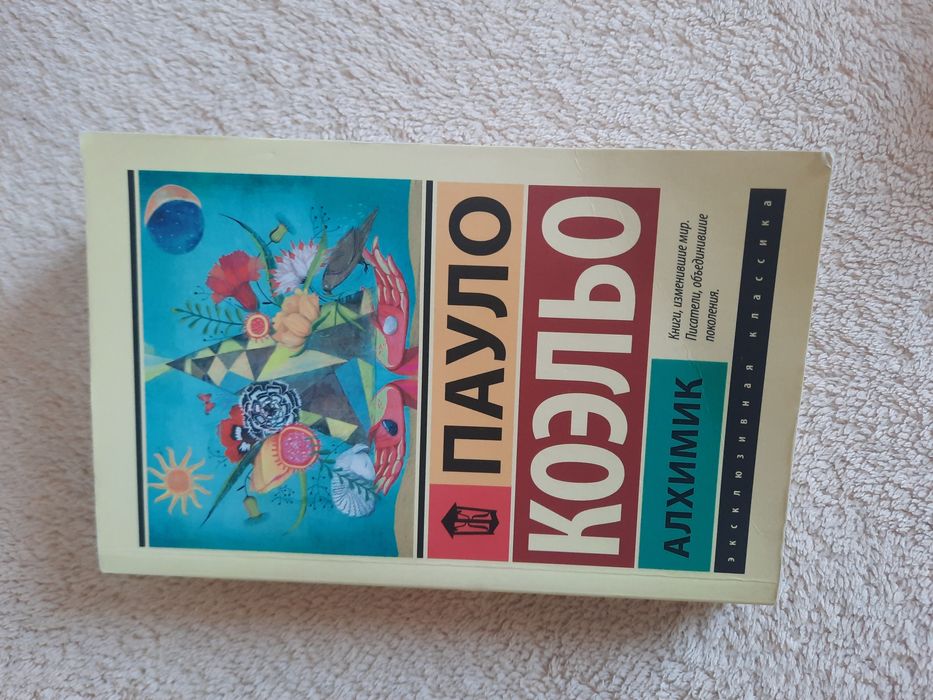 ПАУЛО
КОЭЛЬО
АЛХИМИК
Книги, изменившие мир.
Писатели, объединившие
поколения.
ЭКСКЛЮЗИВНАЯ КЛАССИКА